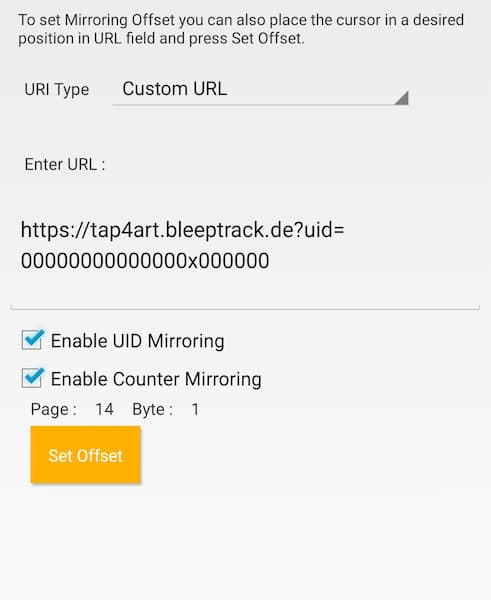 To set Mirroring Offset you can also place the cursor in a desired
position in URL field and press Set Offset.
URI Type Custom URL
Enter URL :
https://tap4art.bleeptrack.de?uid=
00000000000000x000000
Enable UID Mirroring
Enable Counter Mirroring
Page : 14 Byte : 1
Set Offset